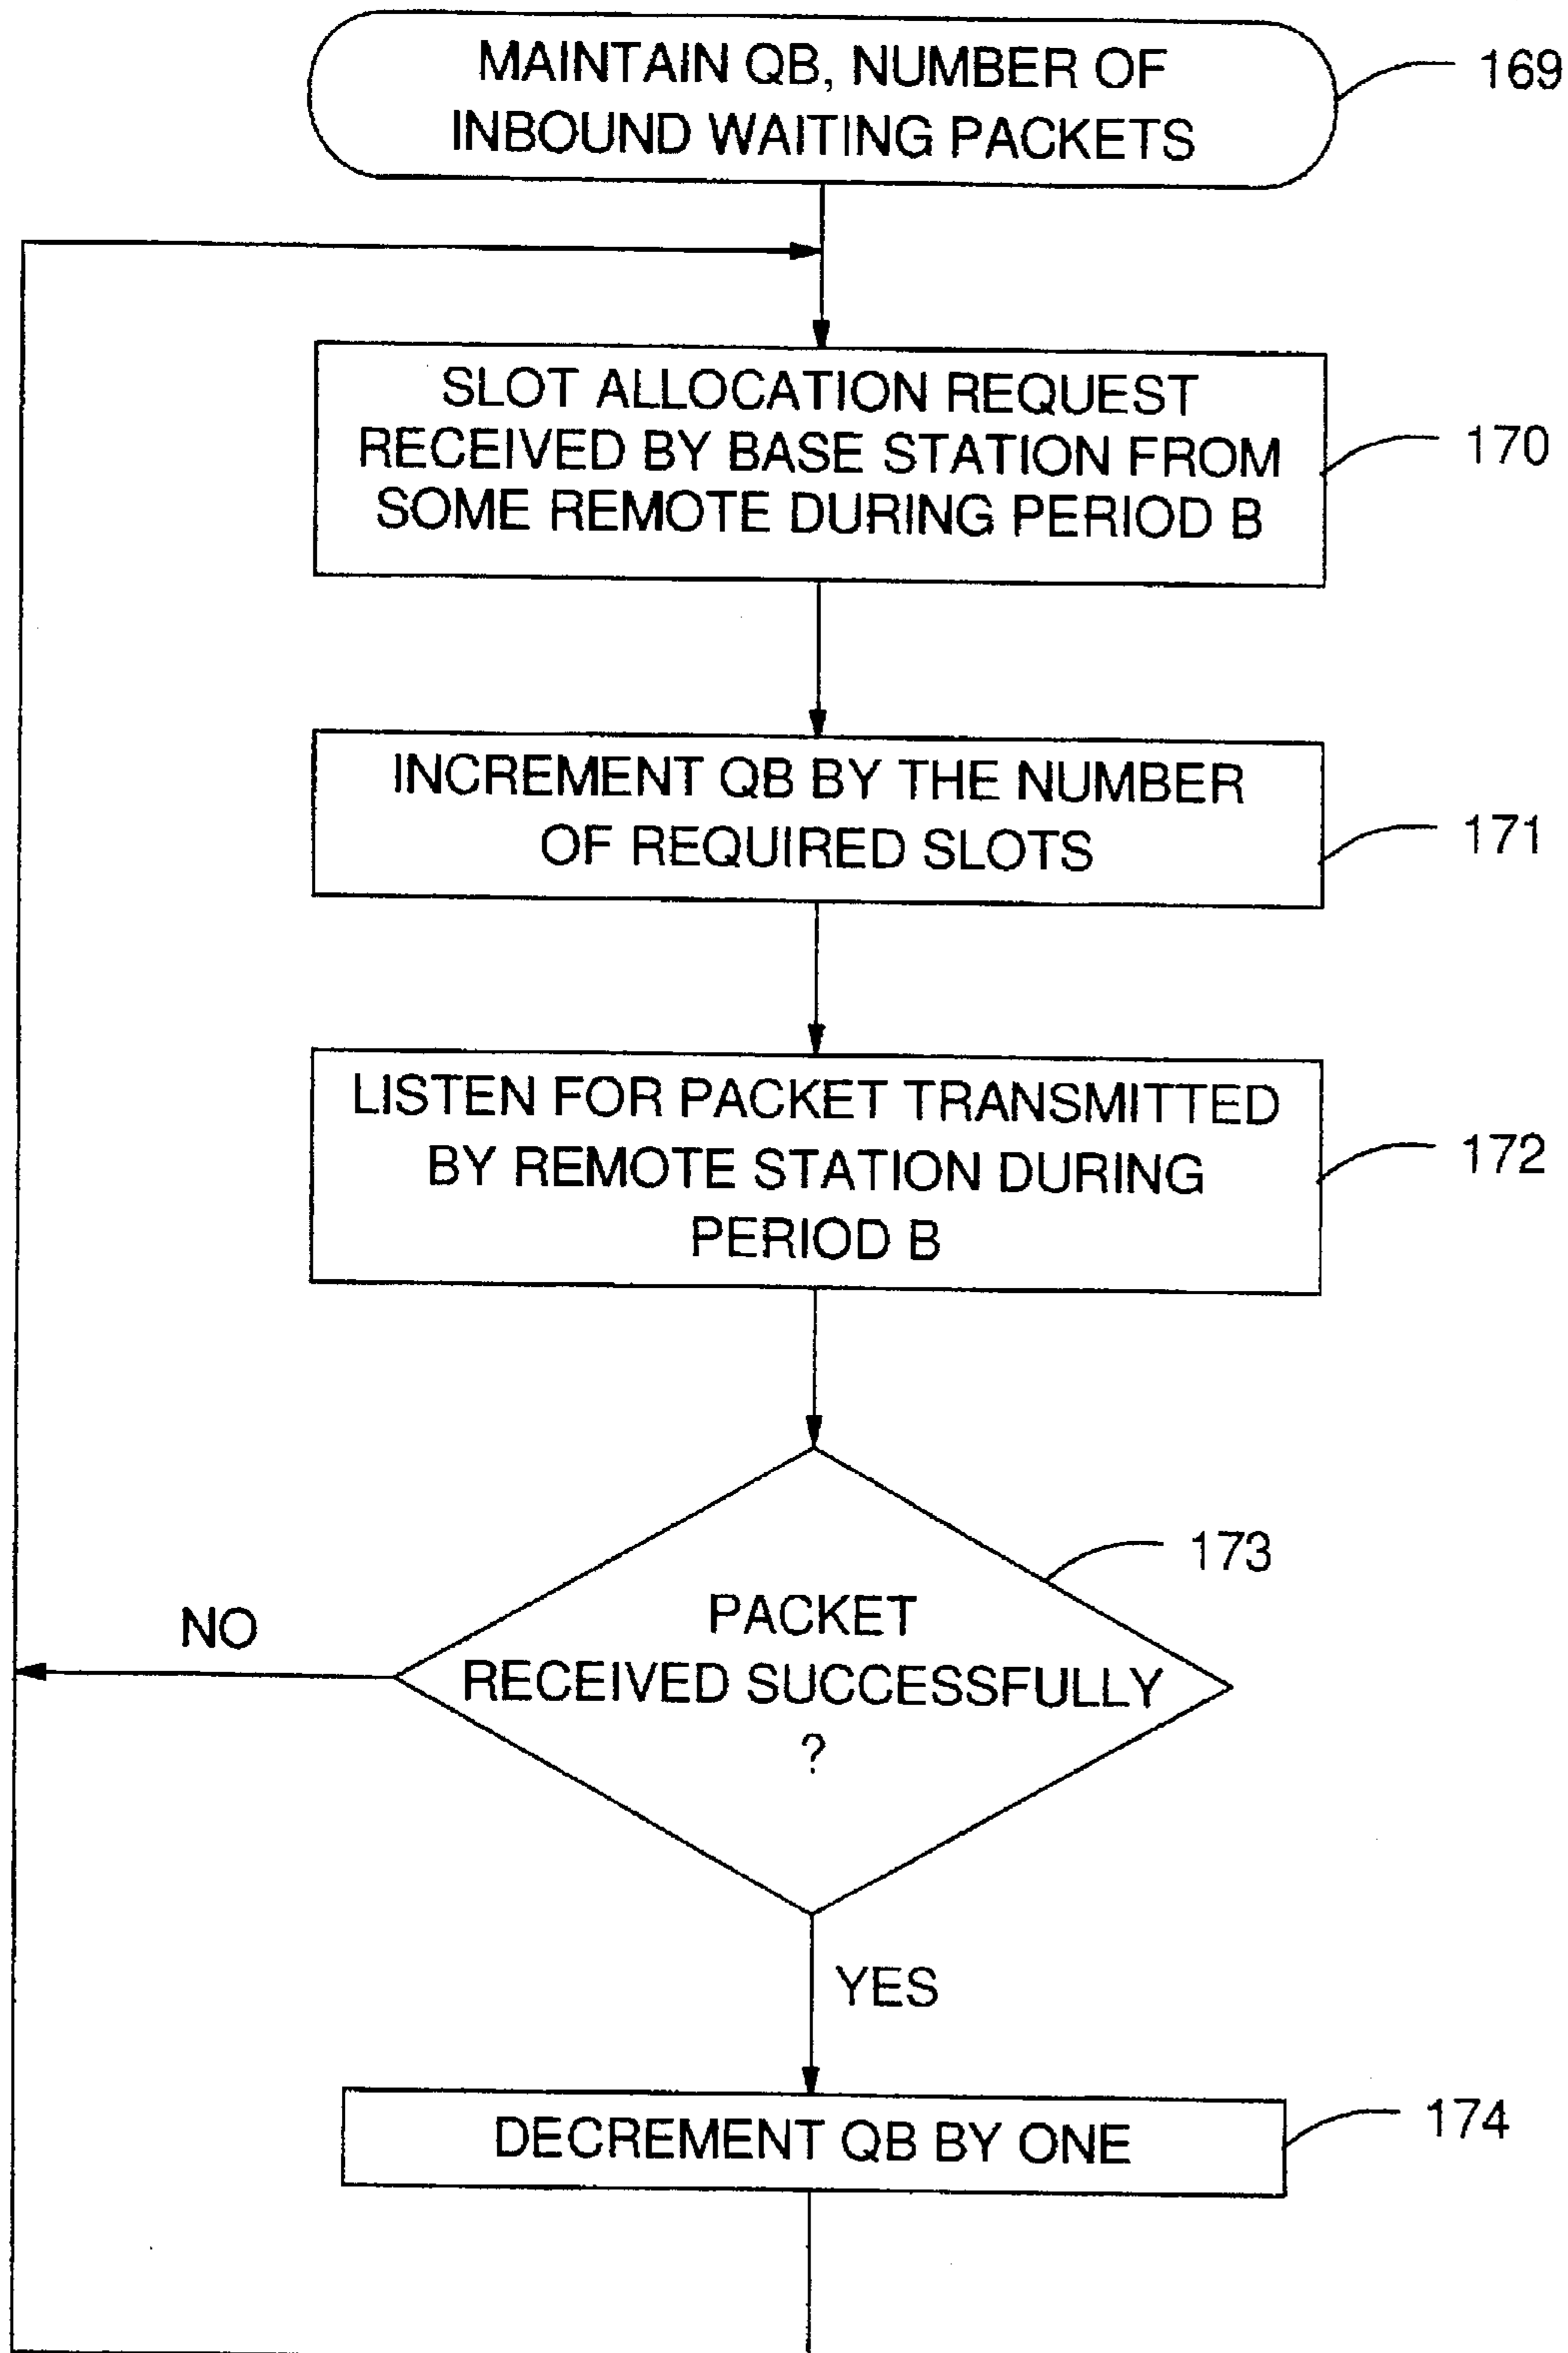 MAINTAIN QB, NUMBER OF
INBOUND WAITING PACKETS
169
SLOT ALLOCATION REQUEST
RECEIVED BY BASE STATION FROM
SOME REMOTE DURING PERIOD B
170
INCREMENT QB BY THE NUMBER
OF REQUIRED SLOTS
171
LISTEN FOR PACKET TRANSMITTED
BY REMOTE STATION DURING
PERIOD B
172
173
PACKET
RECEIVED SUCCESSFULLY
?
NO
YES
DECREMENT QB BY ONE
174